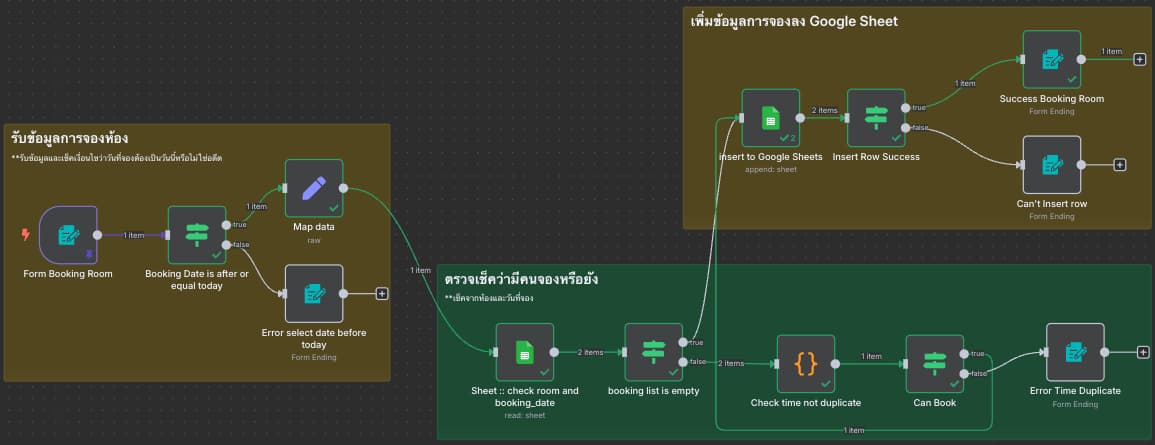 เพิ่มข้อมูลการจองลง Google Sheet
1 item
1 item
Success Booking Room
Form Ending
2 items
true
false
2
Insert to Google Sheets
append: sheet
Insert Row Success
Can't Insert row
Form Ending
รับข้อมูลการจองห้อง
**รับข้อมูลและเช็คเงื่อนไขว่าวันที่จองต้องเป็นวันนี้หรือไม่ใช่อดีต
1 item
true
false
1 item
Map data
raw
Form Booking Room
Booking Date is after or
equal today
Error select date before
today
Form Ending
1 item
ตรวจเช็คว่ามีคนจองหรือยัง
**เช็คจากห้องและวันที่จอง
2 items
true
false
2 items
1 item
true
false
Sheet :: check room and
booking_date
read: sheet
booking list is empty
{}
Check time not duplicate
Can Book
Error Time Duplicate
Form Ending
1 item